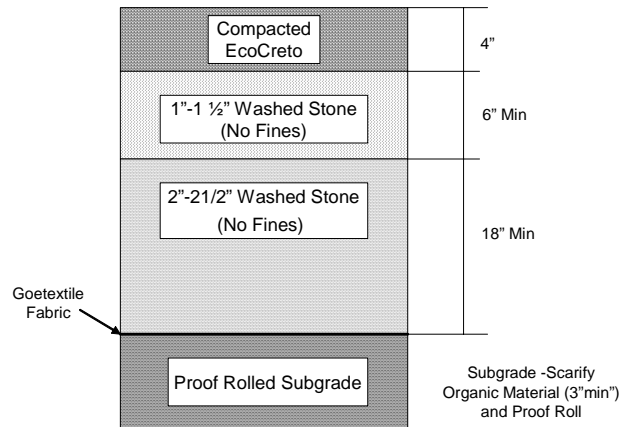 Compacted
EcoCreto
4”
1”-1 ½” Washed Stone
(No Fines)
6” Min
2”-21/2” Washed Stone
(No Fines)
18” Min
Goetextile
Fabric
Proof Rolled Subgrade
Subgrade -Scarify
Organic Material (3”min”)
and Proof Roll